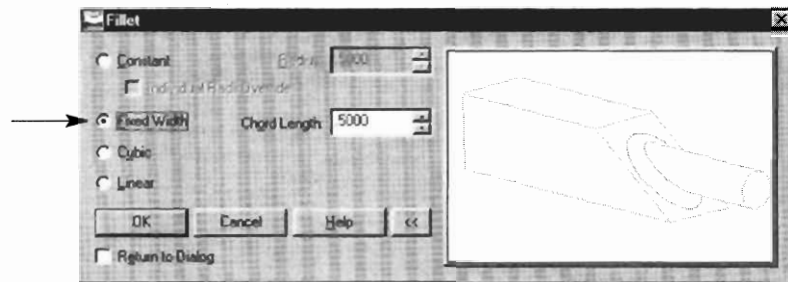 Fillet
Constant
Radius 5000
Individual Radii Override
Fixed Width
Chord Length: 5000
Cubic
Linear
OK Cancel Help <<
Return to Dialog